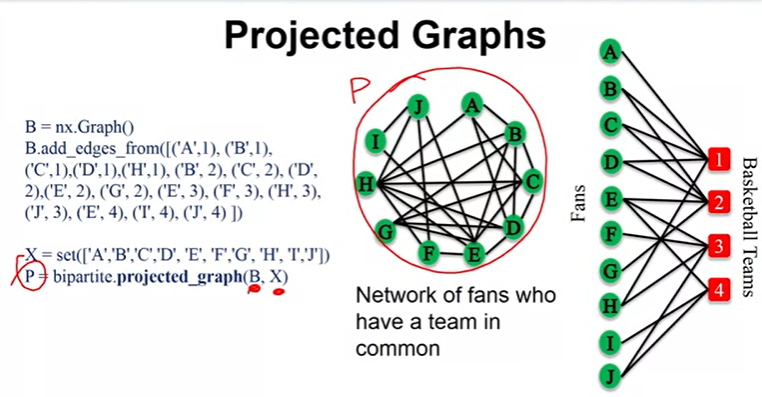 Projected Graphs
B = nx.Graph()
B.add_edges_from([('A',1), ('B',1),
('C',1),('D',1),('H',1), ('B', 2), ('C', 2), ('D',
2),('E', 2), ('G', 2), ('E', 3), ('F', 3), ('H', 3),
('J', 3), ('E', 4), ('I', 4), ('J', 4) ])
X = set(['A','B','C','D', 'E', 'F','G', 'H', 'I','J'])
P = bipartite.projected_graph(B, X)
P
J
A
I
B
H
C
G
D
F
E
Network of fans who
have a team in
common
Fans
A
B
C
D
E
F
G
H
I
J
1
2
3
4
Basketball Teams